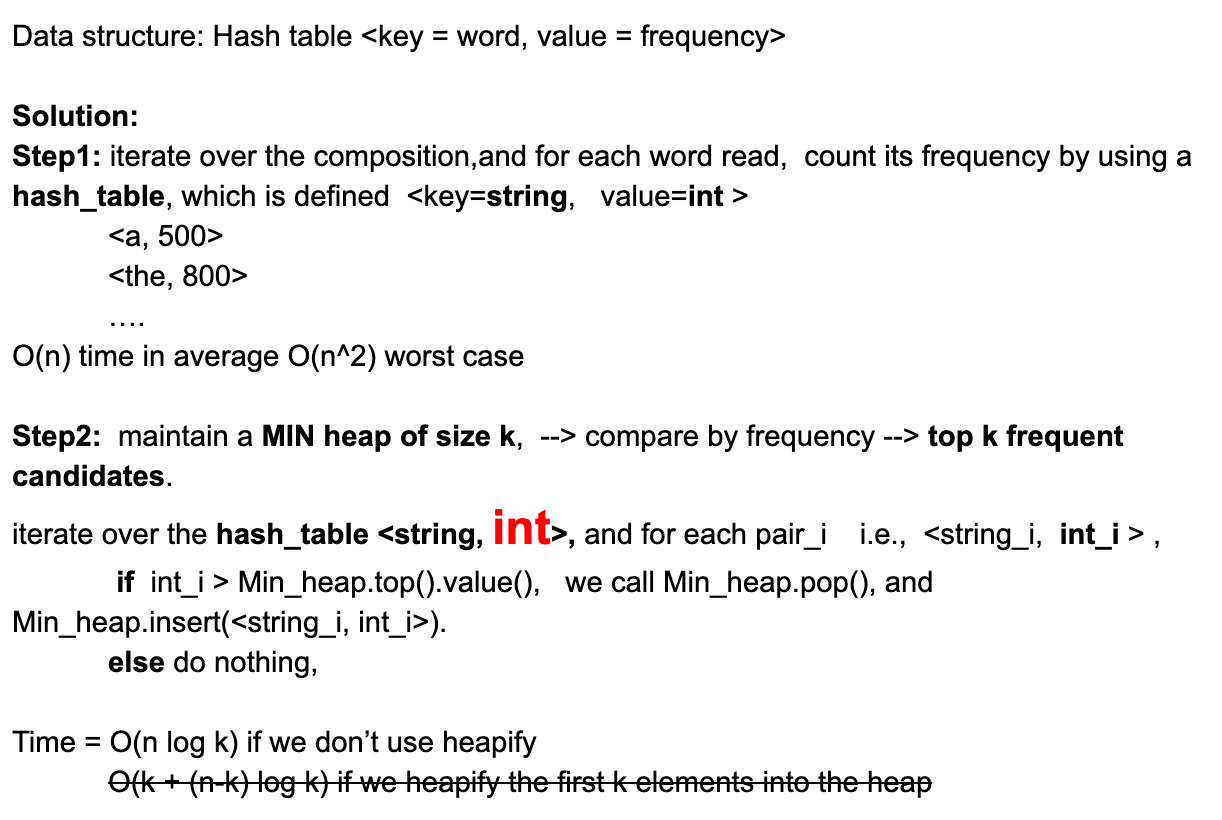 Data structure: Hash table <key = word, value = frequency>
Solution:
Step1: iterate over the composition,and for each word read,  count its frequency by using a
hash_table, which is defined  <key=string,   value=int >
<a, 500>
<the, 800>
....
O(n) time in average O(n^2) worst case
Step2:  maintain a MIN heap of size k,  --> compare by frequency --> top k frequent
candidates.
iterate over the hash_table <string, int>, and for each pair_i    i.e.,  <string_i,  int_i > ,
if  int_i > Min_heap.top().value(),   we call Min_heap.pop(), and
Min_heap.insert(<string_i, int_i>).
else do nothing,
Time = O(n log k) if we don’t use heapify
O(k + (n-k) log k) if we heapify the first k elements into the heap